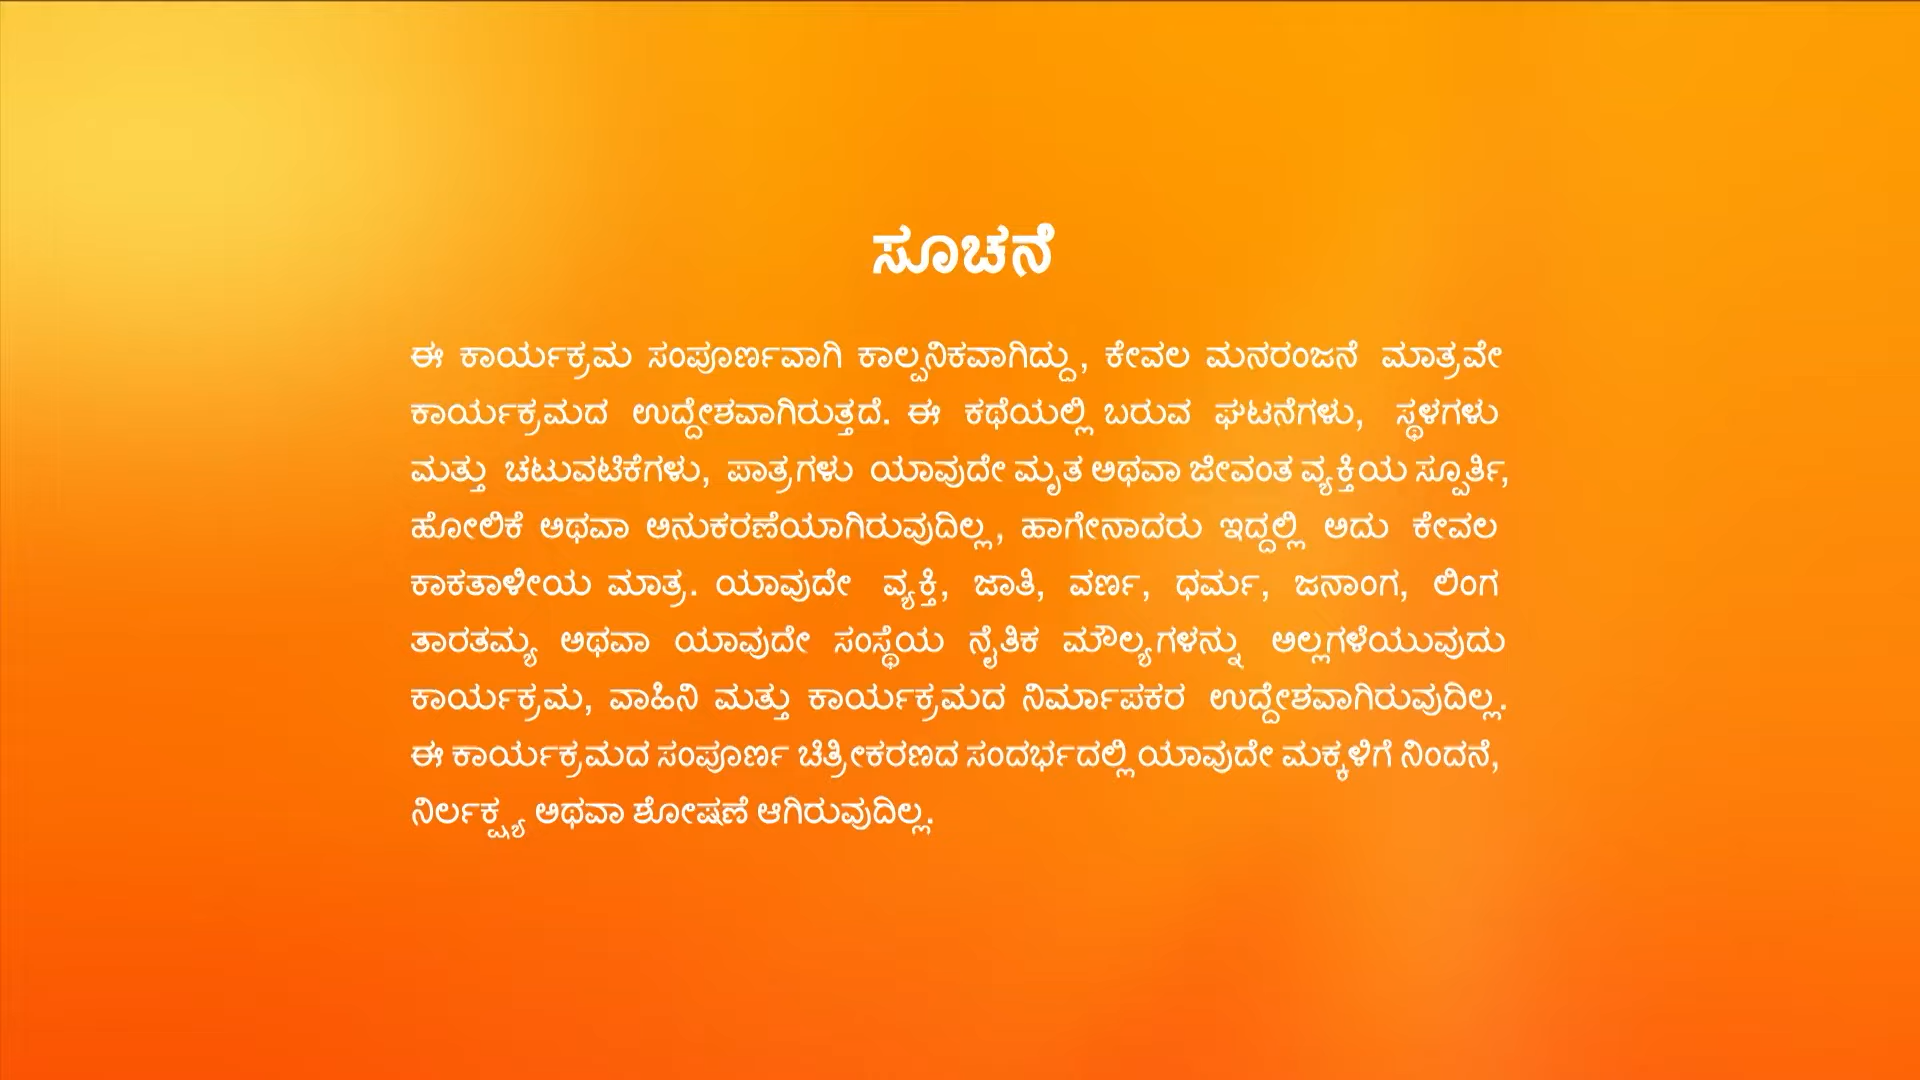 ಸೂಚನೆ
ಈ ಕಾರ್ಯಕ್ರಮ ಸಂಪೂರ್ಣವಾಗಿ ಕಾಲ್ಪನಿಕವಾಗಿದ್ದು, ಕೇವಲ ಮನರಂಜನೆ ಮಾತ್ರವೇ
ಕಾರ್ಯಕ್ರಮದ ಉದ್ದೇಶವಾಗಿರುತ್ತದೆ. ಈ ಕಥೆಯಲ್ಲಿ ಬರುವ ಘಟನೆಗಳು, ಸ್ಥಳಗಳು
ಮತ್ತು ಚಟುವಟಿಕೆಗಳು, ಪಾತ್ರಗಳು ಯಾವುದೇ ಮೃತ ಅಥವಾ ಜೀವಂತ ವ್ಯಕ್ತಿಯ ಸ್ಪೂರ್ತಿ,
ಹೋಲಿಕೆ ಅಥವಾ ಅನುಕರಣೆಯಾಗಿರುವುದಿಲ್ಲ, ಹಾಗೇನಾದರು ಇದ್ದಲ್ಲಿ ಅದು ಕೇವಲ
ಕಾಕತಾಳೀಯ ಮಾತ್ರ. ಯಾವುದೇ ವ್ಯಕ್ತಿ, ಜಾತಿ, ವರ್ಣ, ಧರ್ಮ, ಜನಾಂಗ, ಲಿಂಗ
ತಾರತಮ್ಯ ಅಥವಾ ಯಾವುದೇ ಸಂಸ್ಥೆಯ ನೈತಿಕ ಮೌಲ್ಯಗಳನ್ನು ಅಲ್ಲಗಳೆಯುವುದು
ಕಾರ್ಯಕ್ರಮ, ವಾಹಿನಿ ಮತ್ತು ಕಾರ್ಯಕ್ರಮದ ನಿರ್ಮಾಪಕರ ಉದ್ದೇಶವಾಗಿರುವುದಿಲ್ಲ.
ಈ ಕಾರ್ಯಕ್ರಮದ ಸಂಪೂರ್ಣ ಚಿತ್ರೀಕರಣದ ಸಂದರ್ಭದಲ್ಲಿ ಯಾವುದೇ ಮಕ್ಕಳಿಗೆ ನಿಂದನೆ,
ನಿರ್ಲಕ್ಷ್ಯ ಅಥವಾ ಶೋಷಣೆ ಆಗಿರುವುದಿಲ್ಲ.